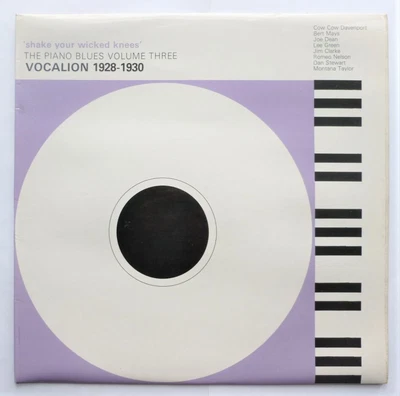 'shake your wicked knees'
THE PIANO BLUES VOLUME THREE
VOCALION 1928-1930
Cow Cow Davenport
Bert Mays
Joe Dean
Lee Green
Jim Clarke
Romeo Nelson
Dan Stewart
Montana Taylor